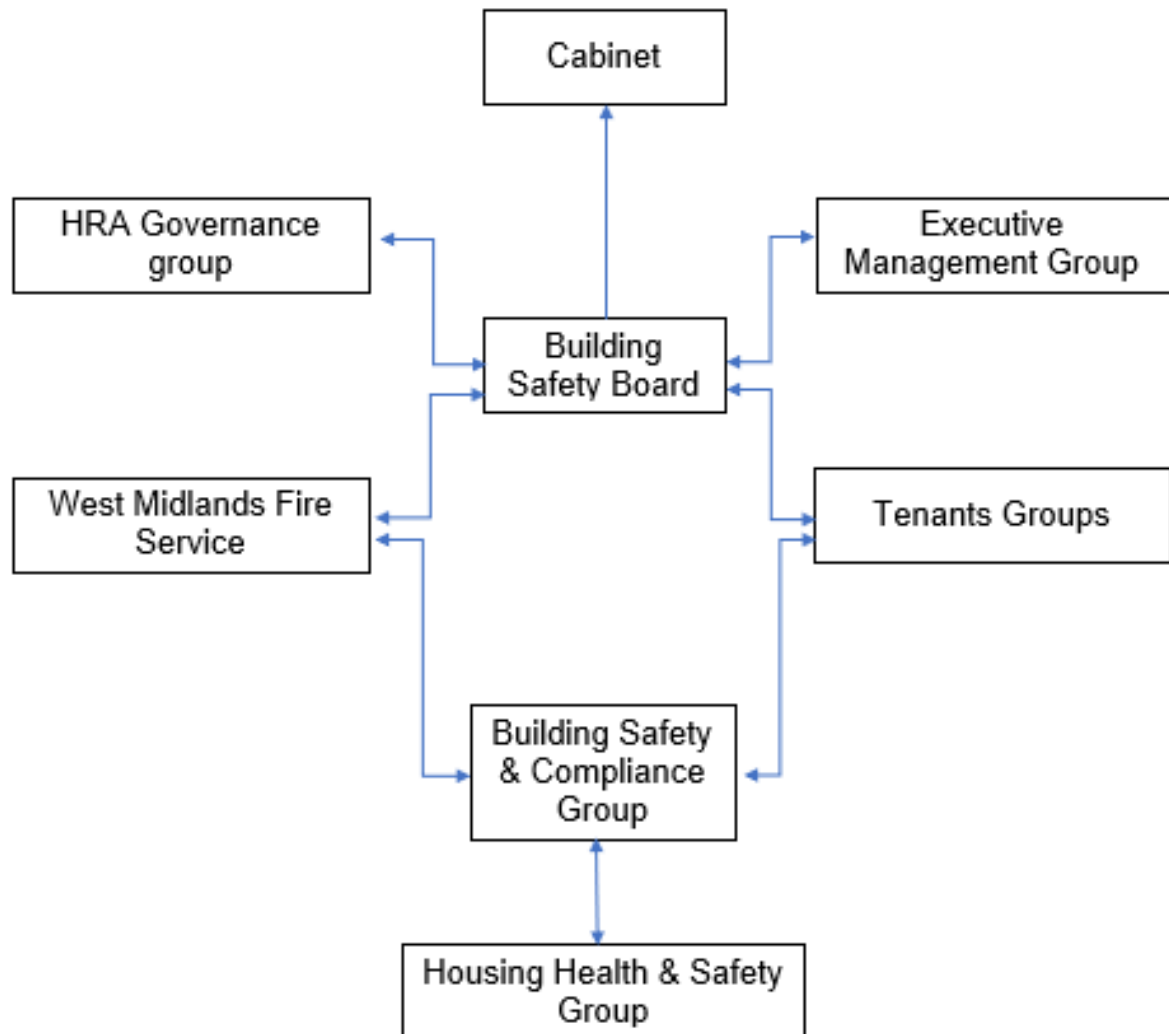 Cabinet
HRA Governance
group
Executive
Management Group
Building
Safety Board
West Midlands Fire
Service
Tenants Groups
Building Safety
& Compliance
Group
Housing Health & Safety
Group